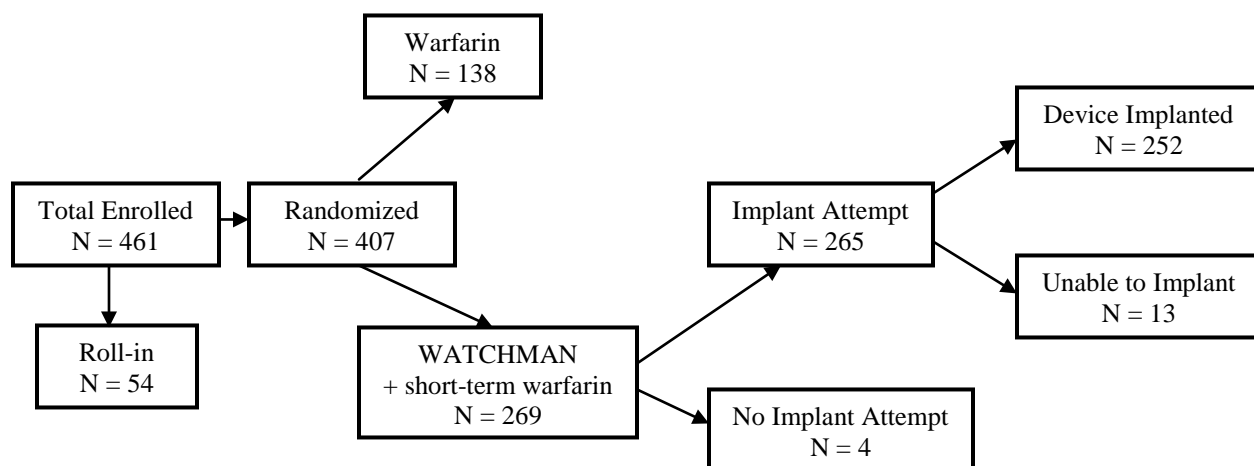 Warfarin
N = 138
Device Implanted
N = 252
Total Enrolled
N = 461
Randomized
N = 407
Implant Attempt
N = 265
Unable to Implant
N = 13
Roll-in
N = 54
WATCHMAN
+ short-term warfarin
N = 269
No Implant Attempt
N = 4